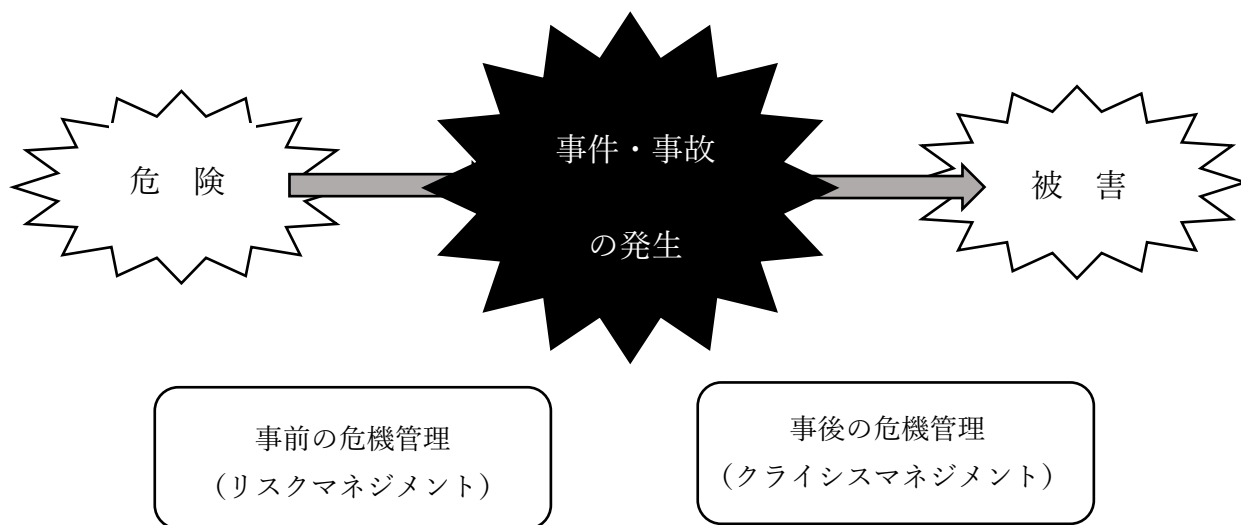 危　険
事件・事故
の発生
被　害
事前の危機管理
（リスクマネジメント）
事後の危機管理
（クライシスマネジメント）